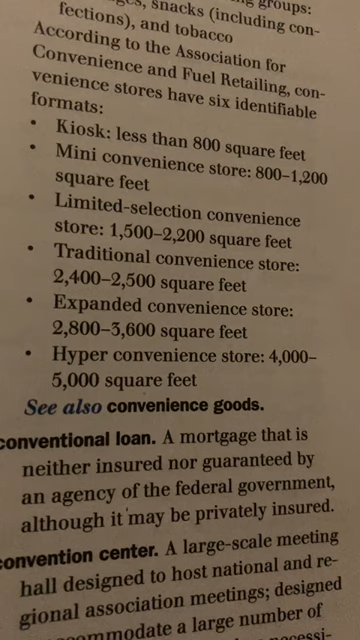 snacks (including con-
groups:
fections), and tobacco
According to the Association for
Convenience and Fuel Retailing, con-
venience stores have six identifiable
formats:
• Kiosk: less than 800 square feet
• Mini convenience store: 800–1,200
square feet
• Limited-selection convenience
store: 1,500–2,200 square feet
• Traditional convenience store:
2,400–2,500 square feet
• Expanded convenience store:
2,800–3,600 square feet
• Hyper convenience store: 4,000–
5,000 square feet
See also convenience goods.
conventional loan. A mortgage that is
neither insured nor guaranteed by
an agency of the federal government,
although it may be privately insured.
convention center. A large-scale meeting
hall designed to host national and re-
gional association meetings; designed
accommodate a large number of